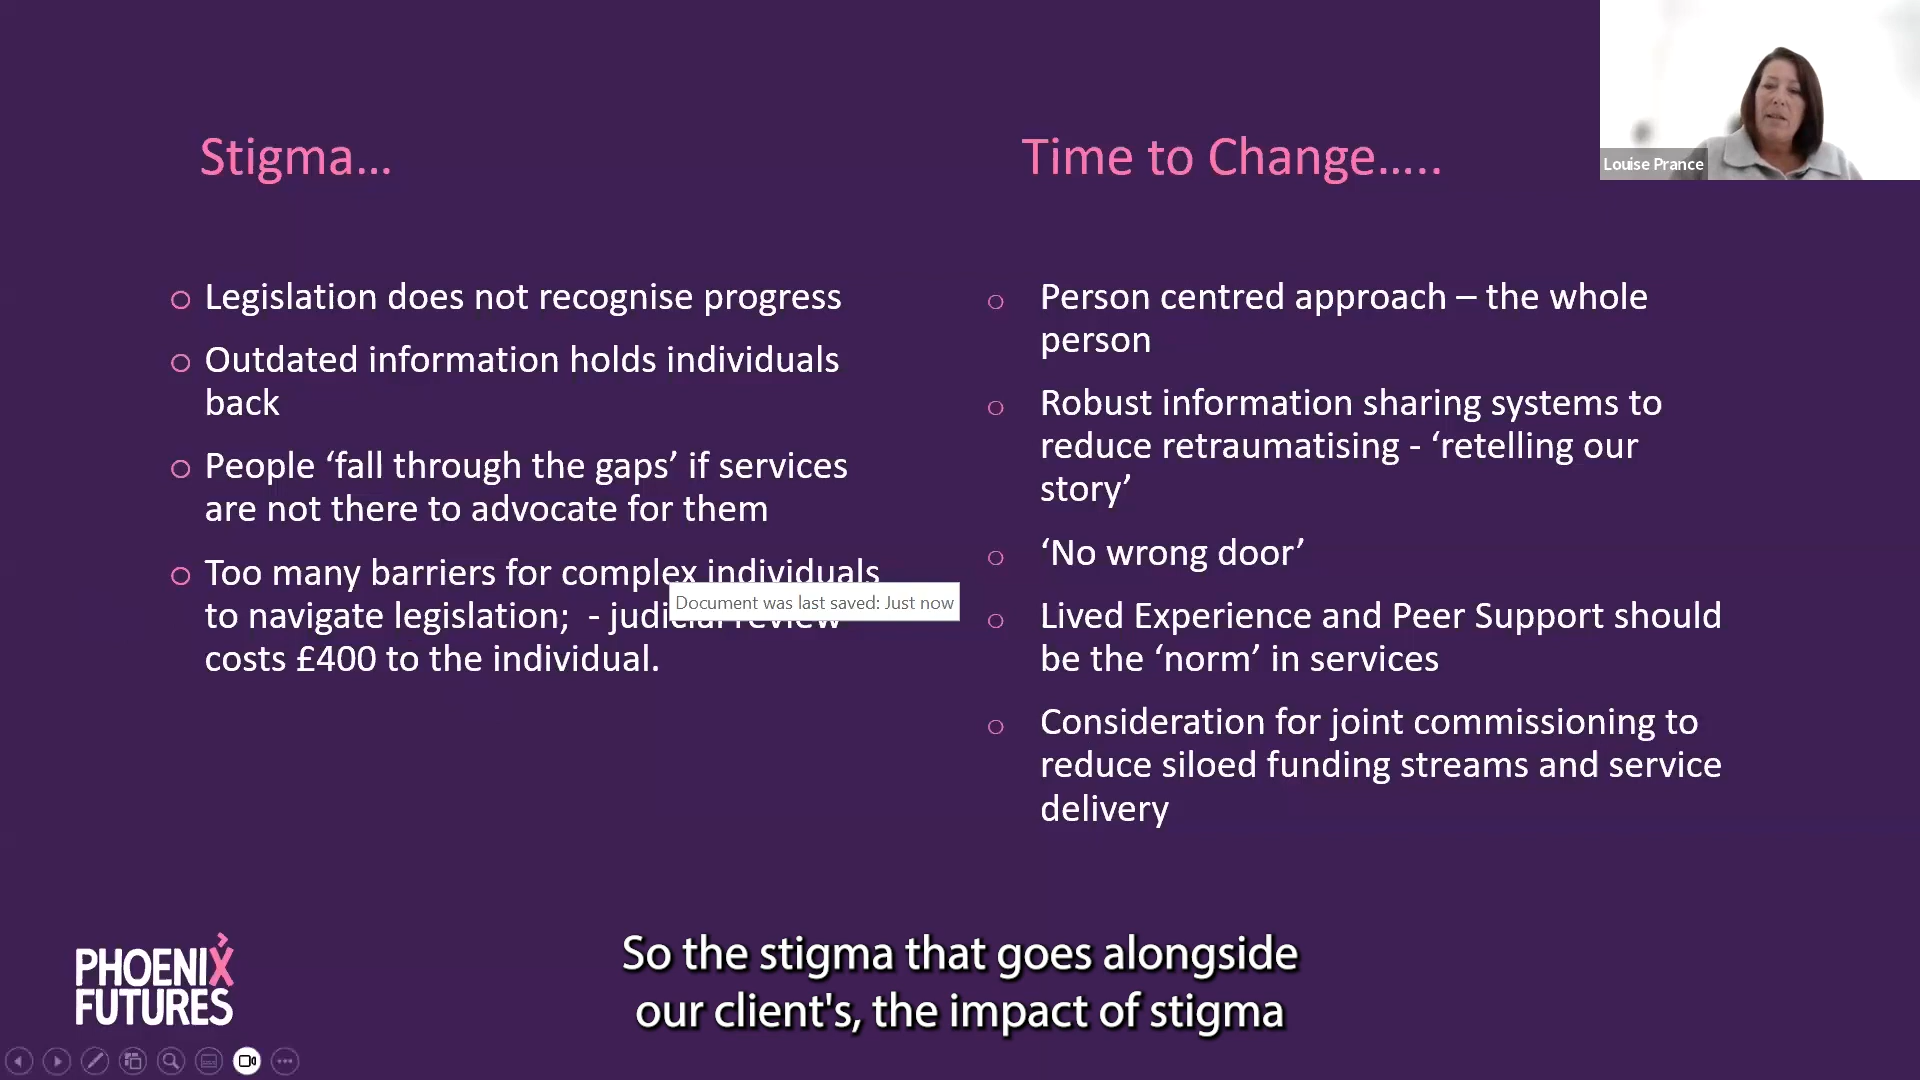 Stigma…
Legislation does not recognise progress
Outdated information holds individuals
back
People ‘fall through the gaps’ if services
are not there to advocate for them
Too many barriers for complex individuals
to navigate legislation;  - judicial review
costs £400 to the individual.
Document was last saved: Just now
Time to Change…..
Person centred approach – the whole
person
Robust information sharing systems to
reduce retraumatising - ‘retelling our
story’
‘No wrong door’
Lived Experience and Peer Support should
be the ‘norm’ in services
Consideration for joint commissioning to
reduce siloed funding streams and service
delivery
Louise Prance
PHOENIX
FUTURES
So the stigma that goes alongside
our client's, the impact of stigma